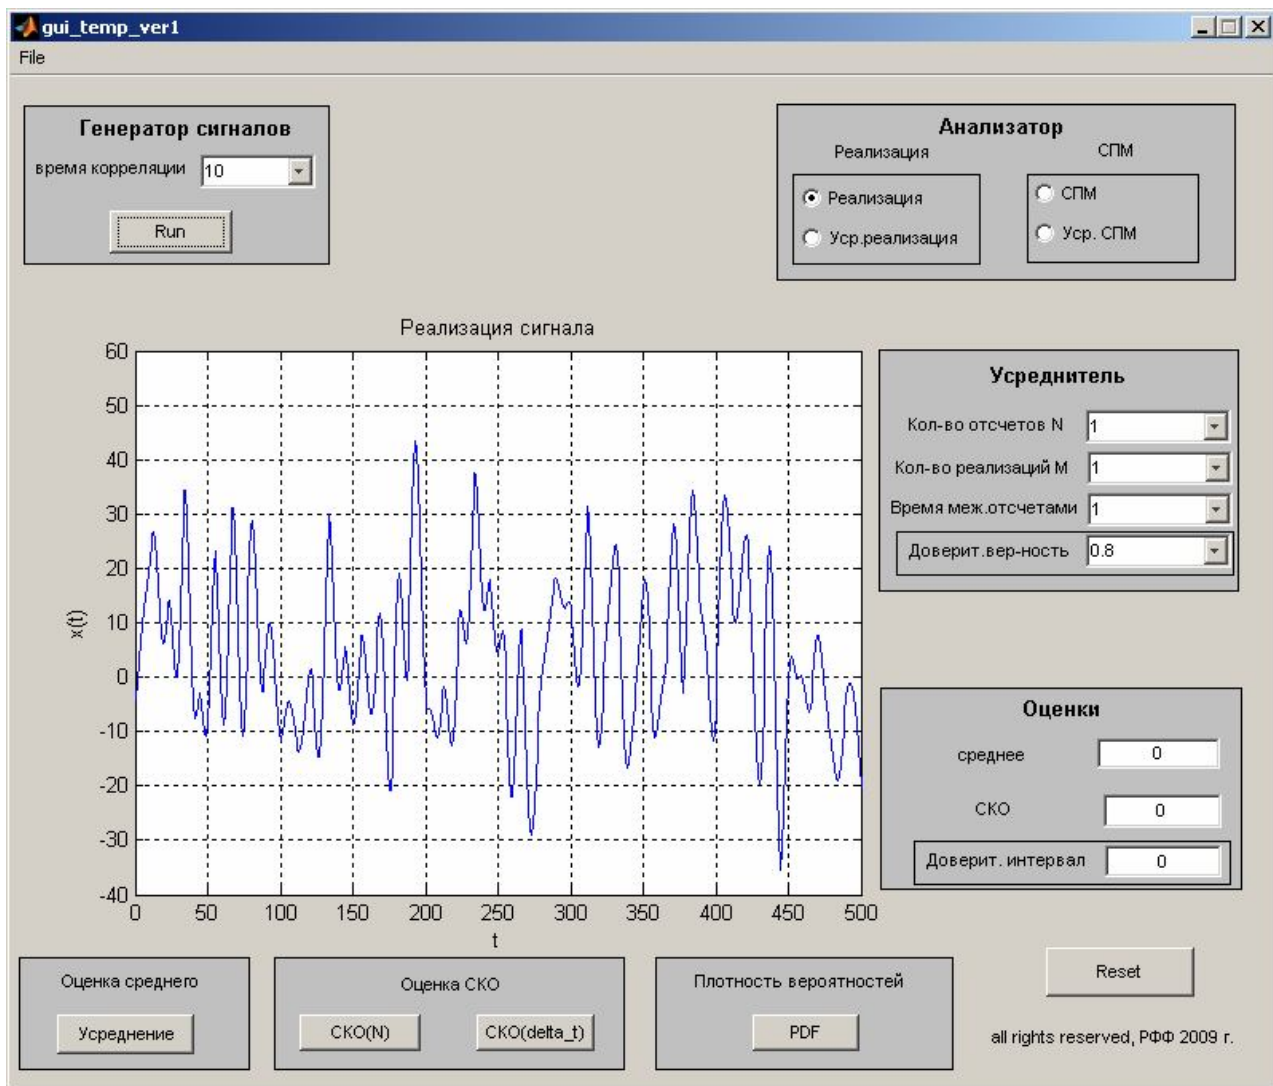 gui_temp_ver1
File
Генератор сигналов
время корреляции 10
Run
Анализатор
Реализация СПМ
Реализация СПМ
Уср.реализация Уср. СПМ
Реализация сигнала
60
50
40
30
20
10
0
-10
-20
-30
-40
x(t)
0 50 100 150 200 250 300 350 400 450 500
t
Усреднитель
Кол-во отсчетов N 1
Кол-во реализаций M 1
Время меж.отсчетами 1
Доверит.вер-ность 0.8
Оценки
среднее 0
СКО 0
Доверит. интервал 0
Оценка среднего
Усреднение
Оценка СКО
СКО(N) СКО(delta_t)
Плотность вероятностей
PDF
Reset
all rights reserved, РФФ 2009 г.